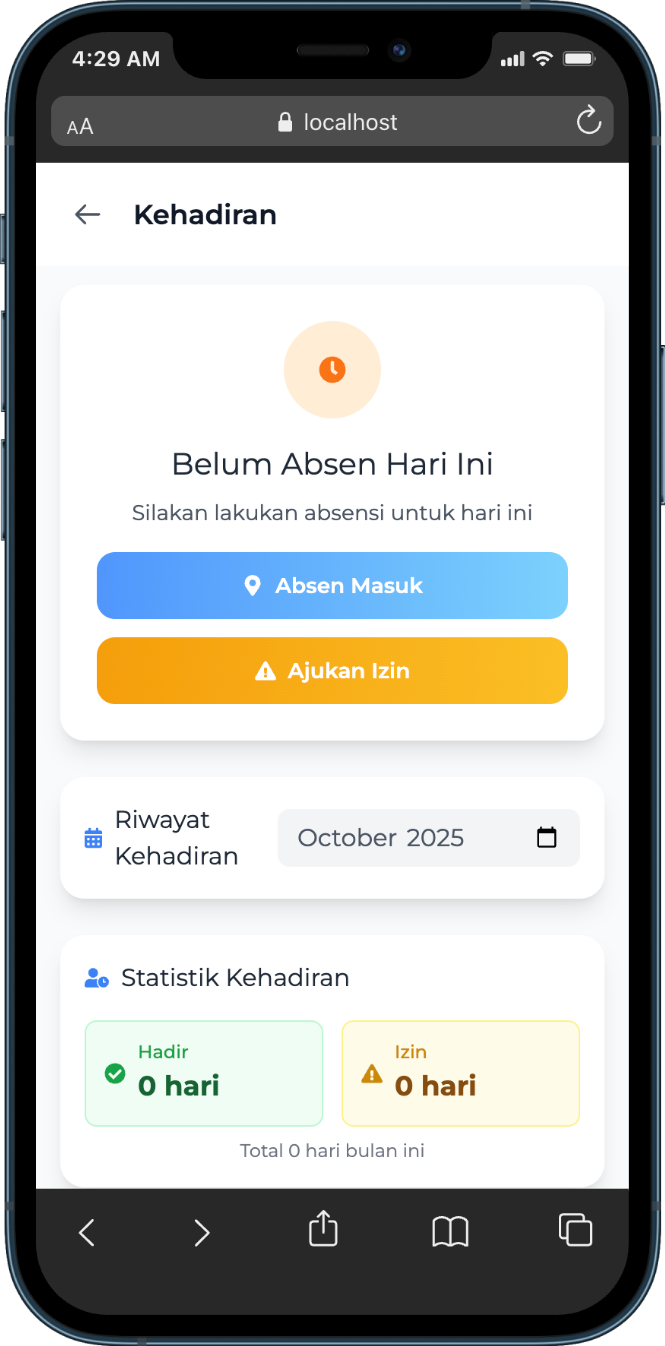 4:29 AM
AA
localhost
Kehadiran
Belum Absen Hari Ini
Silakan lakukan absensi untuk hari ini
Absen Masuk
Ajukan Izin
Riwayat
Kehadiran
October 2025
Statistik Kehadiran
Hadir
0 hari
Izin
0 hari
Total 0 hari bulan ini